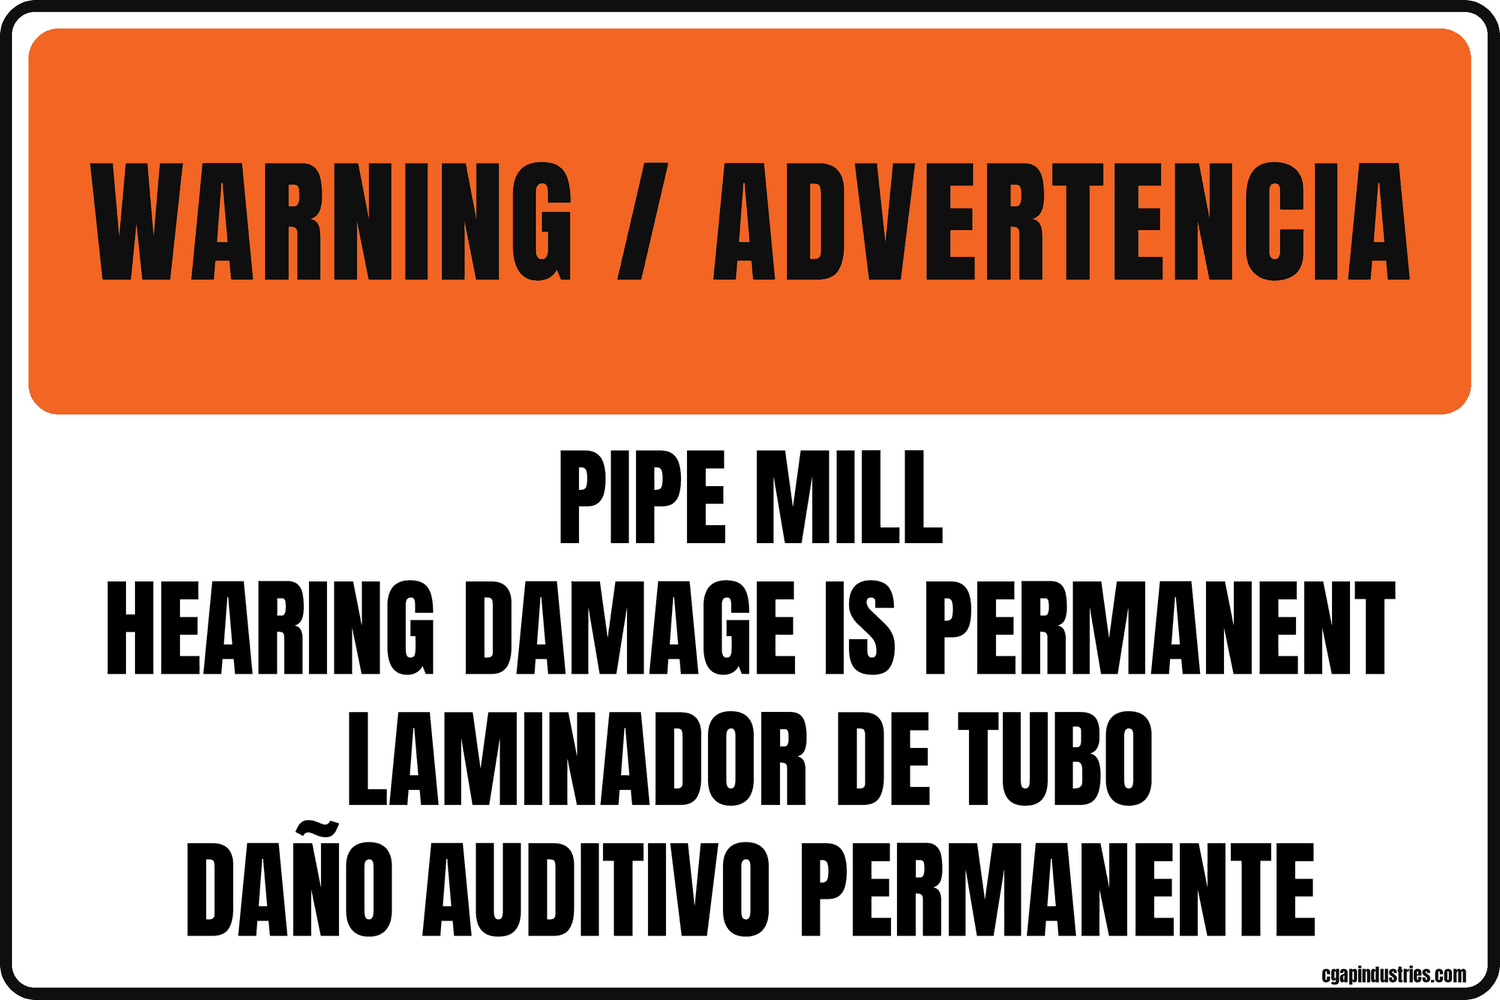 WARNING / ADVERTENCIA
PIPE MILL
HEARING DAMAGE IS PERMANENT
LAMINADOR DE TUBO
DAÑO AUDITIVO PERMANENTE
cgapindustries.com